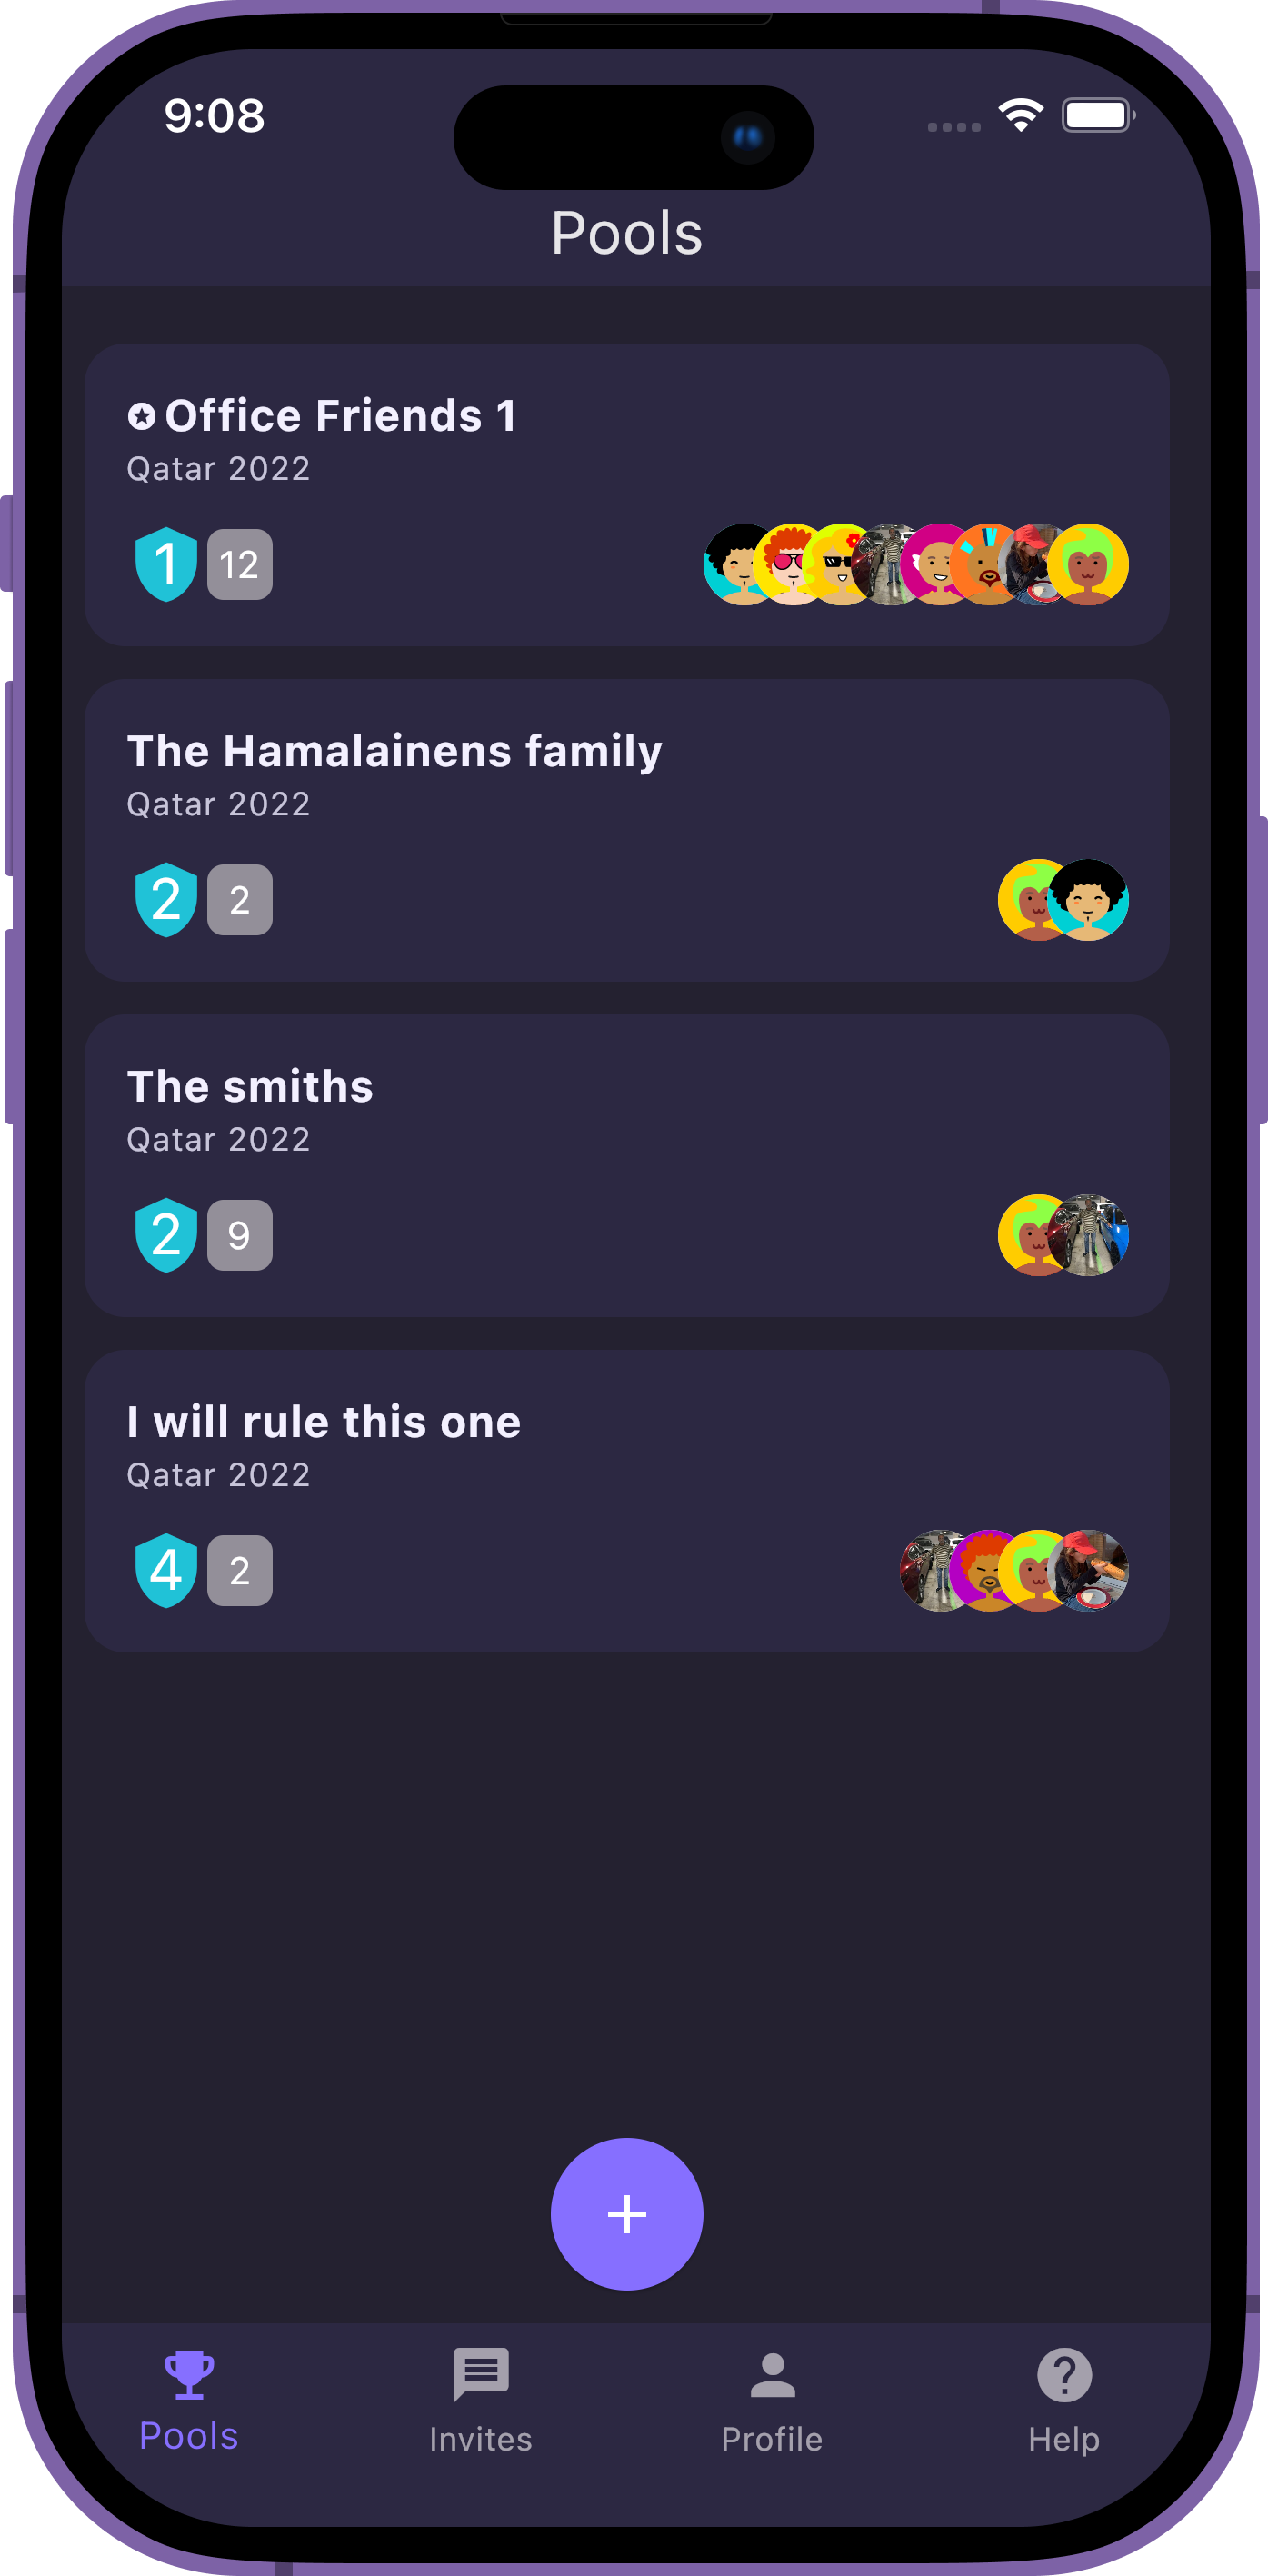 9:08
Pools
Office Friends 1
Qatar 2022
1 12
The Hamalainens family
Qatar 2022
2 2
The smiths
Qatar 2022
2 9
I will rule this one
Qatar 2022
4 2
+
Pools Invites Profile Help